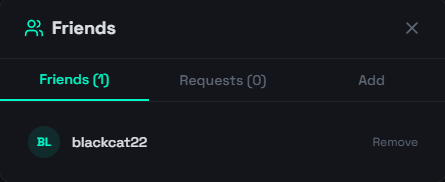 Friends
Friends (1) Requests (0) Add
BL blackcat22 Remove